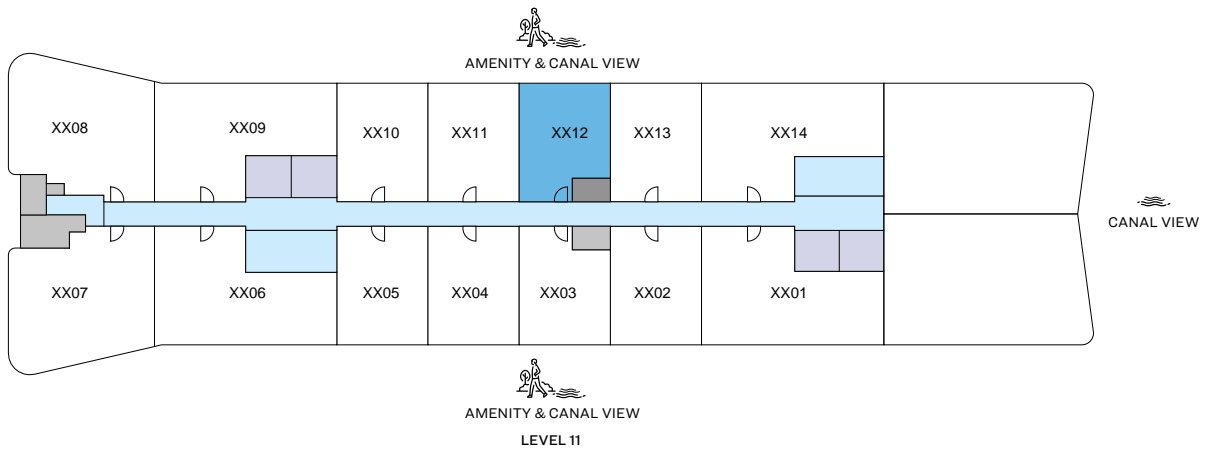 AMENITY & CANAL VIEW
XX08
XX09
XX10
XX11
XX12
XX13
XX14
CANAL VIEW
XX07
XX06
XX05
XX04
XX03
XX02
XX01
AMENITY & CANAL VIEW
LEVEL 11